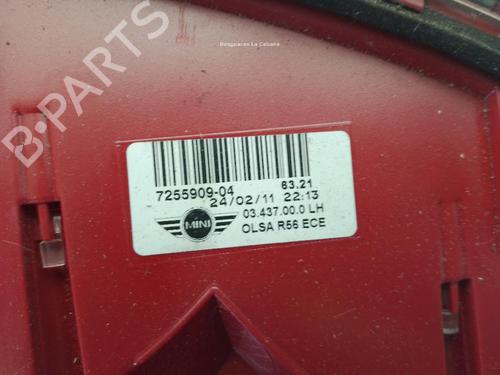 B-PARTS
Desguaces La Cabaña
7255909-04 63.21
24/02/11 22:13
MINI
03.437.00.0 LH
OLSA R56 ECE